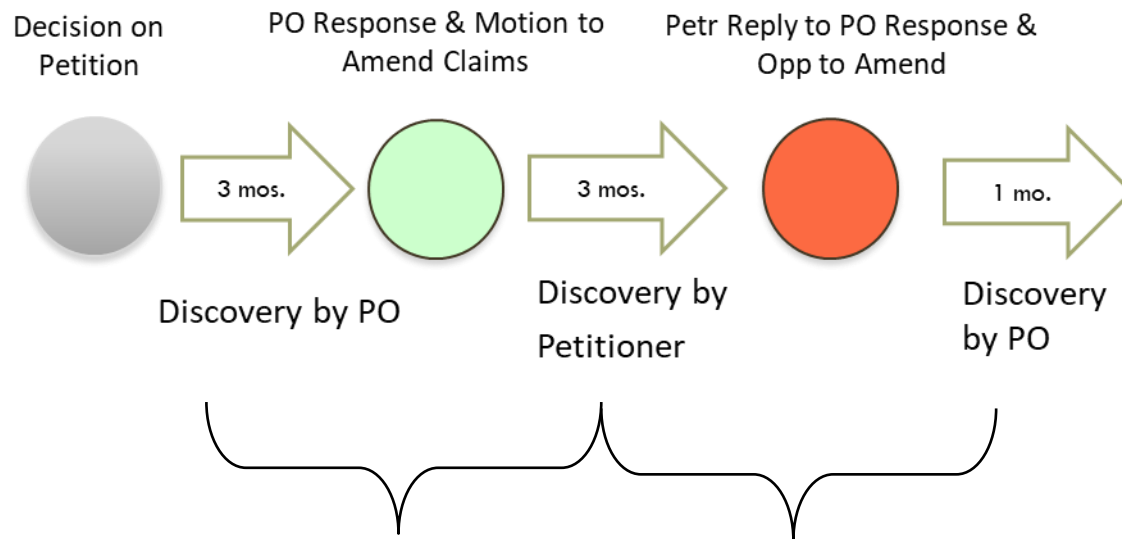 Decision on
Petition
PO Response & Motion to
Amend Claims
Petr Reply to PO Response &
Opp to Amend
3 mos.
3 mos.
1 mo.
Discovery by PO
Discovery by
Petitioner
Discovery
by PO